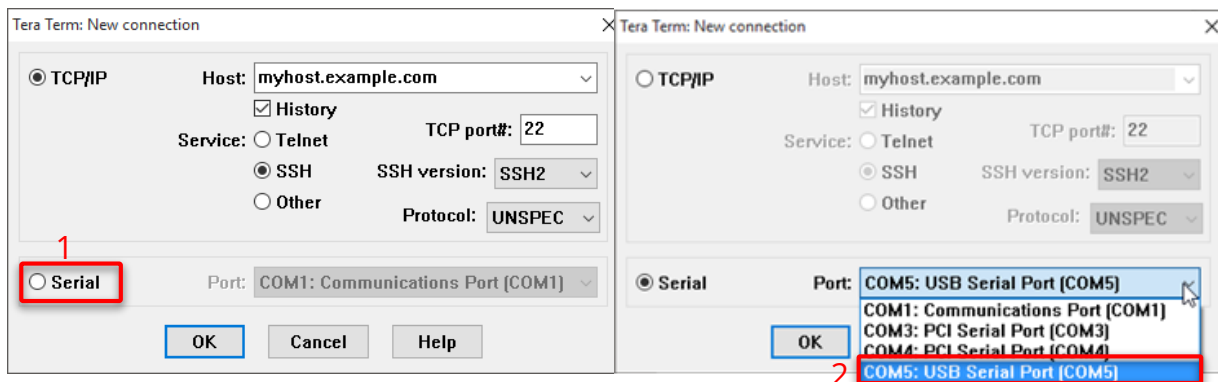 Tera Term: New connection
TCP/IP Host: myhost.example.com
History
Service: Telnet TCP port#: 22
SSH SSH version: SSH2
Other Protocol: UNSPEC
1
Serial Port: COM1: Communications Port (COM1)
OK Cancel Help
Tera Term: New connection
TCP/IP Host: myhost.example.com
History
Service: Telnet TCP port#: 22
SSH SSH version: SSH2
Other Protocol: UNSPEC
Serial Port: COM5: USB Serial Port (COM5)
COM1: Communications Port (COM1)
OK COM3: PCI Serial Port (COM3)
COM4: PCI Serial Port (COM4)
2 COM5: USB Serial Port (COM5)